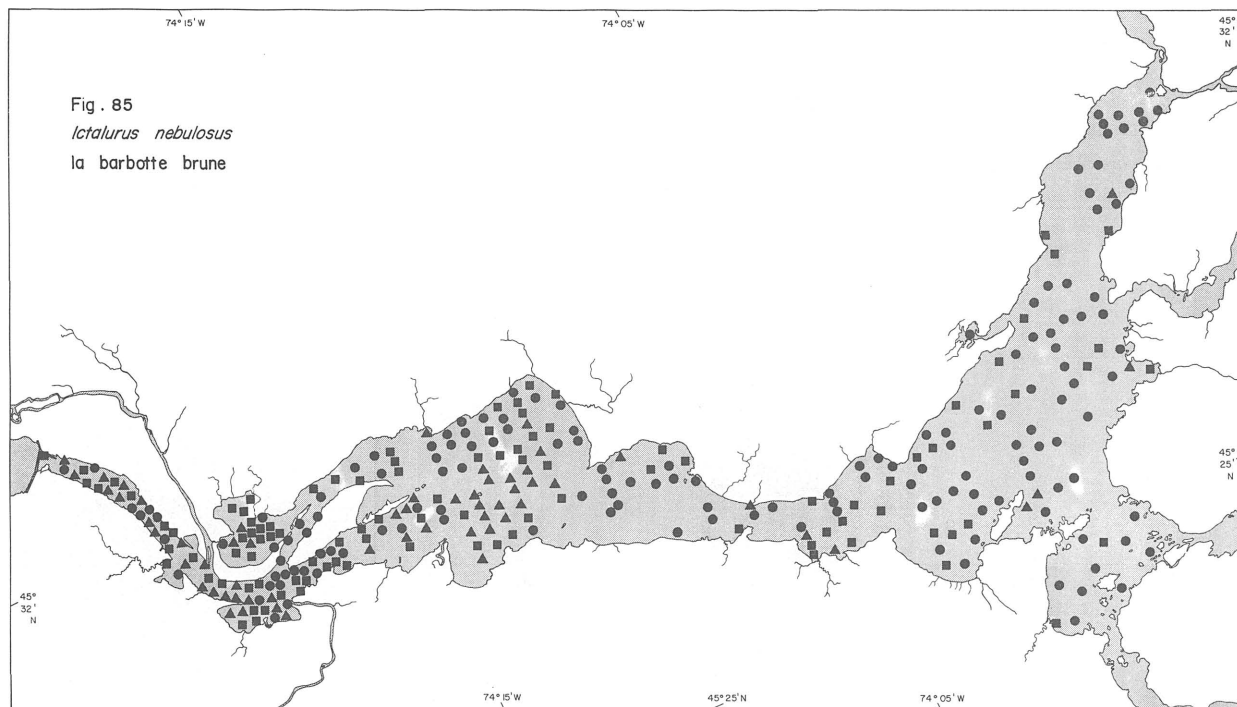 74°15' W
74°05' W
45°
32'
N
Fig. 85
Ictalurus nebulosus
la barbotte brune
45°
25'
N
45°
32'
N
74°15' W
45°25' N
74°05' W